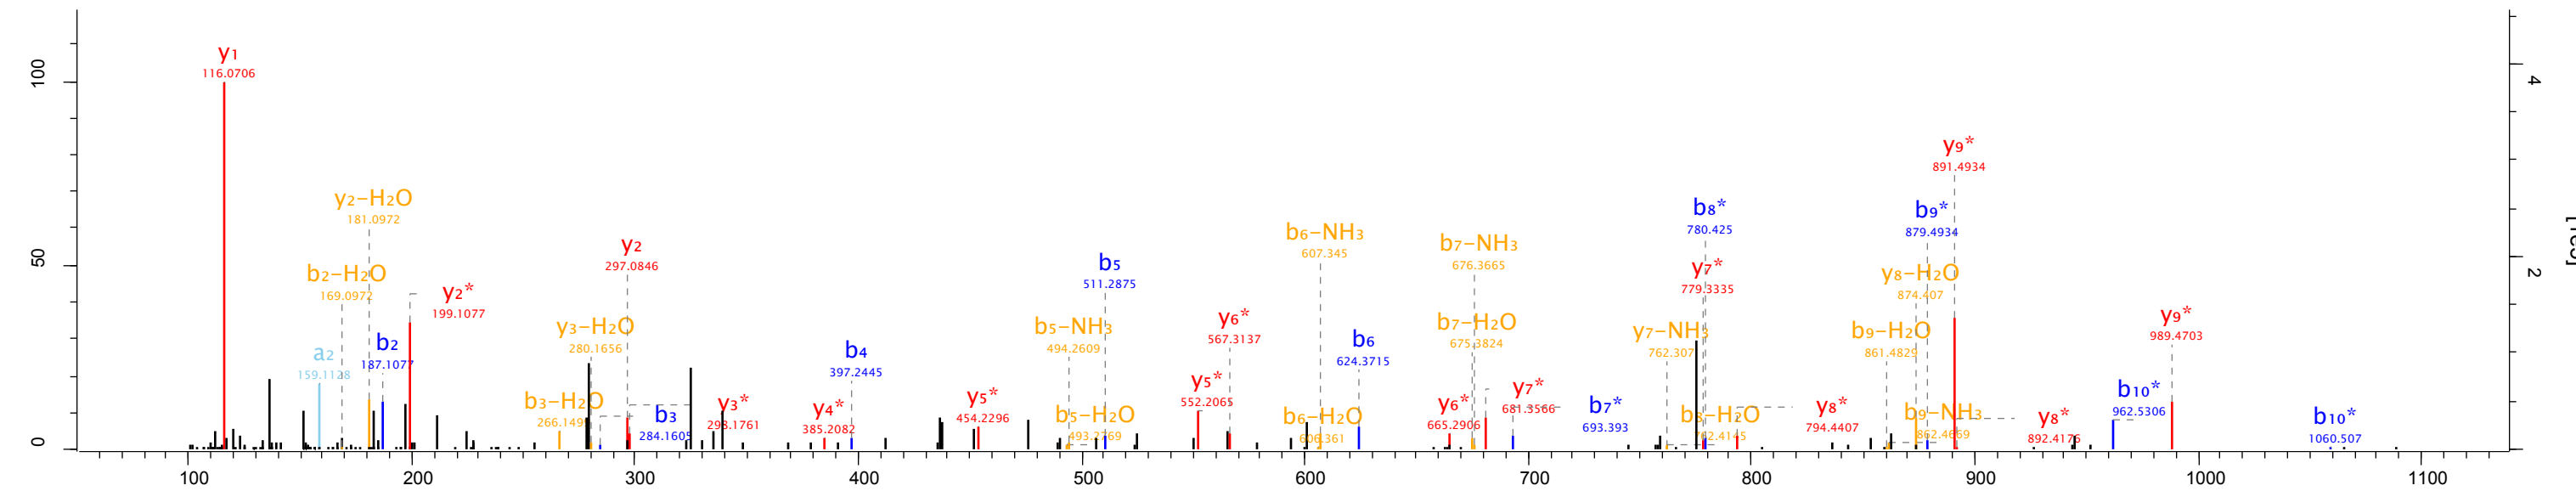 y₁
116.0706
y₂–H₂O
181.0972
b₂–H₂O
169.0972
y₂*
199.1077
a₂
159.1128
b₂
187.1077
y₂
297.0846
y₃–H₂O
280.1656
b₃–H₂O
266.1499
b₃
284.1605
y₃*
298.1761
y₄*
385.2082
b₄
397.2445
y₅*
454.2296
b₅
511.2875
b₅–NH₃
494.2609
b₅–H₂O
493.2769
y₅*
552.2065
y₆*
567.3137
b₆–NH₃
607.345
b₆–H₂O
606.361
b₆
624.3715
y₆*
665.2906
b₇–NH₃
676.3665
b₇–H₂O
675.3824
y₇*
681.3566
b₇*
693.393
y₇–NH₃
762.307
b₈*
780.425
y₇*
779.3335
b₈–H₂O
762.4145
y₈*
794.4407
b₉–H₂O
861.4829
b₉*
879.4934
y₈–H₂O
874.407
b₉–NH₃
862.4669
y₉*
891.4934
y₈*
892.4176
b₁₀*
962.5306
y₉*
989.4703
b₁₀*
1060.507
100
50
0
4
2
100 200 300 400 500 600 700 800 900 1000 1100